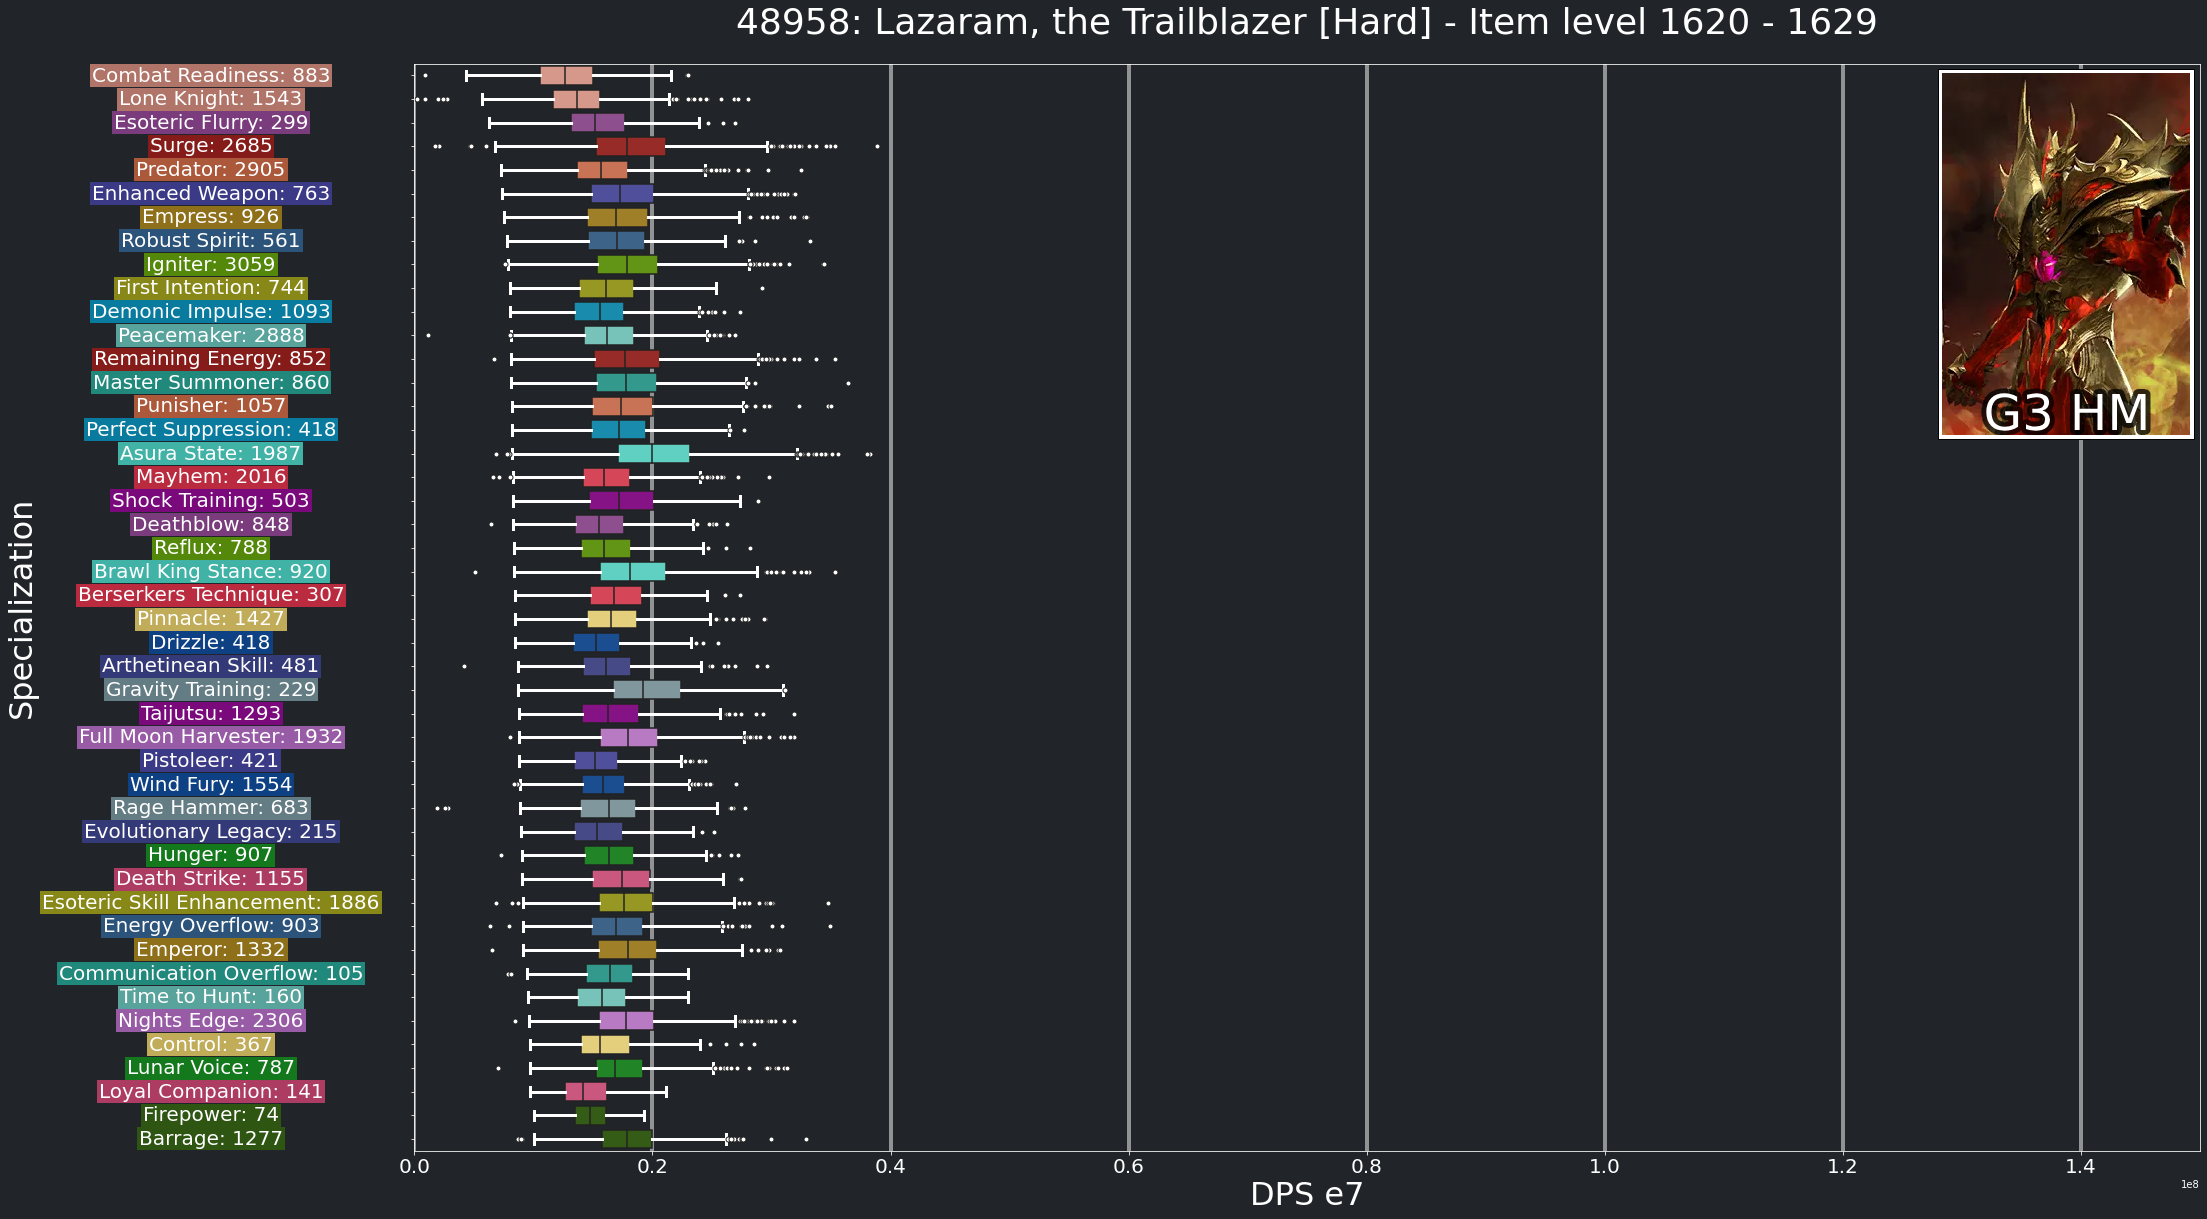 48958: Lazaram, the Trailblazer [Hard] - Item level 1620 - 1629
Combat Readiness: 883
Lone Knight: 1543
Esoteric Flurry: 299
Surge: 2685
Predator: 2905
Enhanced Weapon: 763
Empress: 926
Robust Spirit: 561
Igniter: 3059
First Intention: 744
Demonic Impulse: 1093
Peacemaker: 2888
Remaining Energy: 852
Master Summoner: 860
Punisher: 1057
Perfect Suppression: 418
Asura State: 1987
Mayhem: 2016
Shock Training: 503
Deathblow: 848
Reflux: 788
Brawl King Stance: 920
Berserkers Technique: 307
Pinnacle: 1427
Drizzle: 418
Arthetinean Skill: 481
Gravity Training: 229
Taijutsu: 1293
Full Moon Harvester: 1932
Pistoleer: 421
Wind Fury: 1554
Rage Hammer: 683
Evolutionary Legacy: 215
Hunger: 907
Death Strike: 1155
Esoteric Skill Enhancement: 1886
Energy Overflow: 903
Emperor: 1332
Communication Overflow: 105
Time to Hunt: 160
Nights Edge: 2306
Control: 367
Lunar Voice: 787
Loyal Companion: 141
Firepower: 74
Barrage: 1277
Specialization
G3 HM
0.0 0.2 0.4 0.6 0.8 1.0 1.2 1.4
DPS e7
1e8